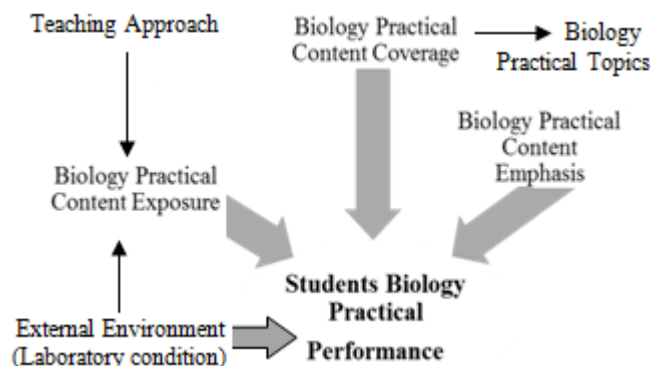 Teaching Approach
Biology Practical
Content Coverage
Biology
Practical Topics
Biology Practical
Content
Emphasis
Biology Practical
Content Exposure
Students Biology
Practical
Performance
External Environment
(Laboratory condition)